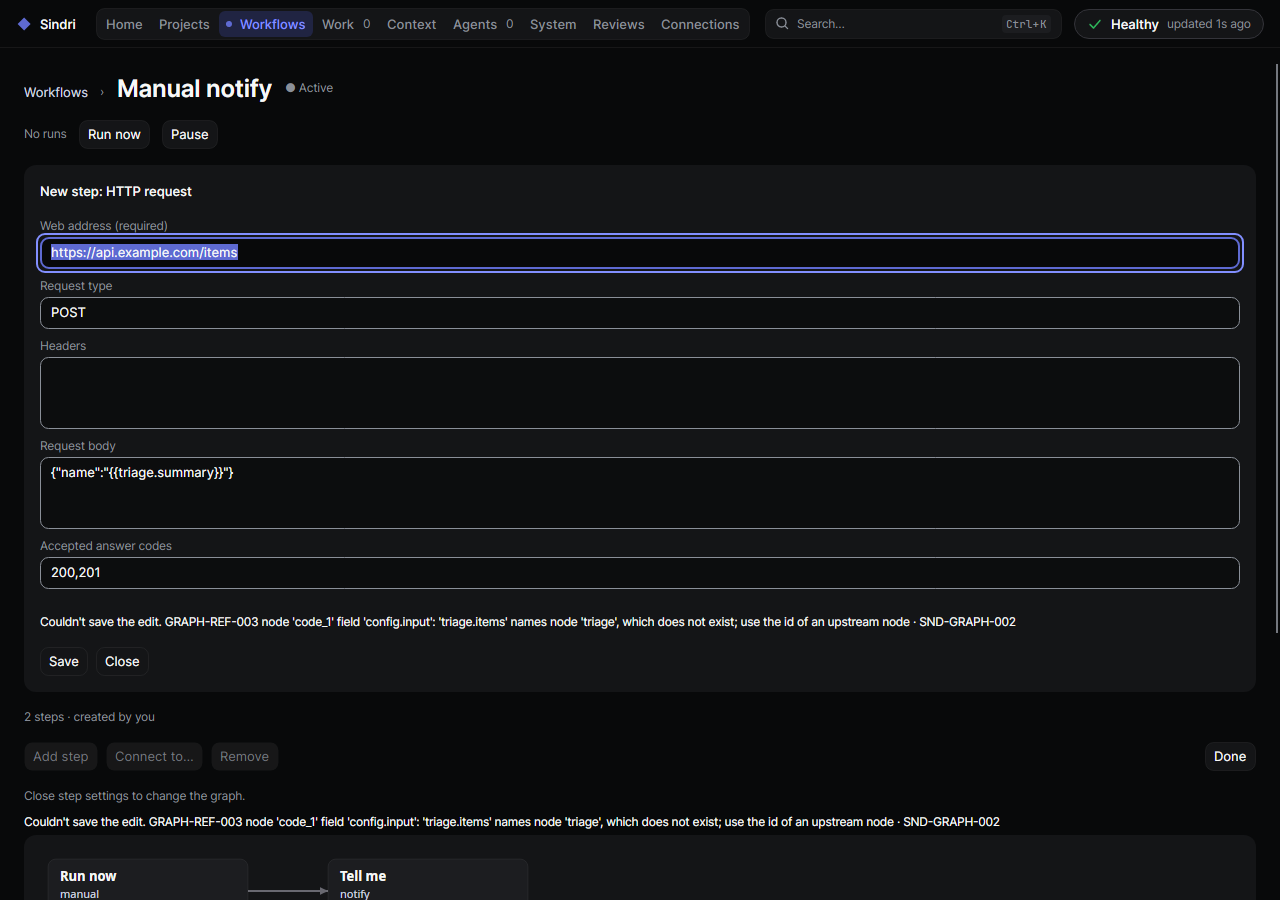 Sindri
Home Projects Workflows Work 0 Context Agents 0 System Reviews Connections
Search... Ctrl+K
Healthy updated 1s ago
Workflows › Manual notify Active
No runs Run now Pause
New step: HTTP request
Web address (required)
https://api.example.com/items
Request type
POST
Headers
Request body
{"name":"{{triage.summary}}"}
Accepted answer codes
200,201
Couldn't save the edit. GRAPH-REF-003 node 'code_1' field 'config.input': 'triage.items' names node 'triage', which does not exist; use the id of an upstream node · SND-GRAPH-002
Save Close
2 steps · created by you
Add step Connect to... Remove Done
Close step settings to change the graph.
Couldn't save the edit. GRAPH-REF-003 node 'code_1' field 'config.input': 'triage.items' names node 'triage', which does not exist; use the id of an upstream node · SND-GRAPH-002
Run now Tell me
manual notify